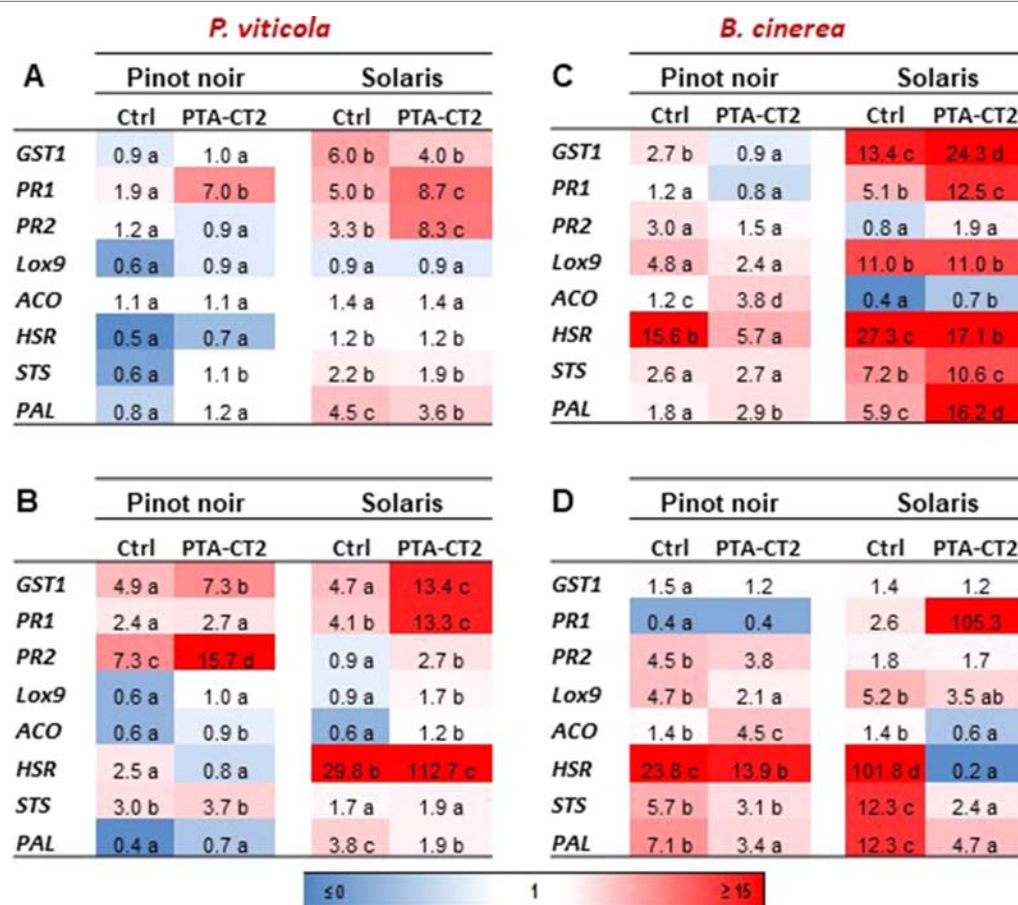 P. viticola B. cinerea
A Pinot noir Solaris C Pinot noir Solaris
Ctrl PTA-CT2 Ctrl PTA-CT2 Ctrl PTA-CT2 Ctrl PTA-CT2
GST1 0.9 a 1.0 a 6.0 b 4.0 b GST1 2.7 b 0.9 a 13.4 c 24.3 d
PR1 1.9 a 7.0 b 5.0 b 8.7 c PR1 1.2 a 0.8 a 5.1 b 12.5 c
PR2 1.2 a 0.9 a 3.3 b 8.3 c PR2 3.0 a 1.5 a 0.8 a 1.9 a
Lox9 0.6 a 0.9 a 0.9 a 0.9 a Lox9 4.8 a 2.4 a 11.0 b 11.0 b
ACO 1.1 a 1.1 a 1.4 a 1.4 a ACO 1.2 c 3.8 d 0.4 a 0.7 b
HSR 0.5 a 0.7 a 1.2 b 1.2 b HSR 15.6 b 5.7 a 27.3 c 17.1 b
STS 0.6 a 1.1 b 2.2 b 1.9 b STS 2.6 a 2.7 a 7.2 b 10.6 c
PAL 0.8 a 1.2 a 4.5 c 3.6 b PAL 1.8 a 2.9 b 5.9 c 16.2 d
B Pinot noir Solaris D Pinot noir Solaris
Ctrl PTA-CT2 Ctrl PTA-CT2 Ctrl PTA-CT2 Ctrl PTA-CT2
GST1 4.9 a 7.3 b 4.7 a 13.4 c GST1 1.5 a 1.2 1.4 1.2
PR1 2.4 a 2.7 a 4.1 b 13.3 c PR1 0.4 a 0.4 2.6 105.3
PR2 7.3 c 15.7 d 0.9 a 2.7 b PR2 4.5 b 3.8 1.8 1.7
Lox9 0.6 a 1.0 a 0.9 a 1.7 b Lox9 4.7 b 2.1 a 5.2 b 3.5 ab
ACO 0.6 a 0.9 b 0.6 a 1.2 b ACO 1.4 b 4.5 c 1.4 b 0.6 a
HSR 2.5 a 0.8 a 29.8 b 112.7 c HSR 23.8 c 13.9 b 101.8 d 0.2 a
STS 3.0 b 3.7 b 1.7 a 1.9 a STS 5.7 b 3.1 b 12.3 c 2.4 a
PAL 0.4 a 0.7 a 3.8 c 1.9 b PAL 7.1 b 3.4 a 12.3 c 4.7 a
≤ 0 1 ≥ 15